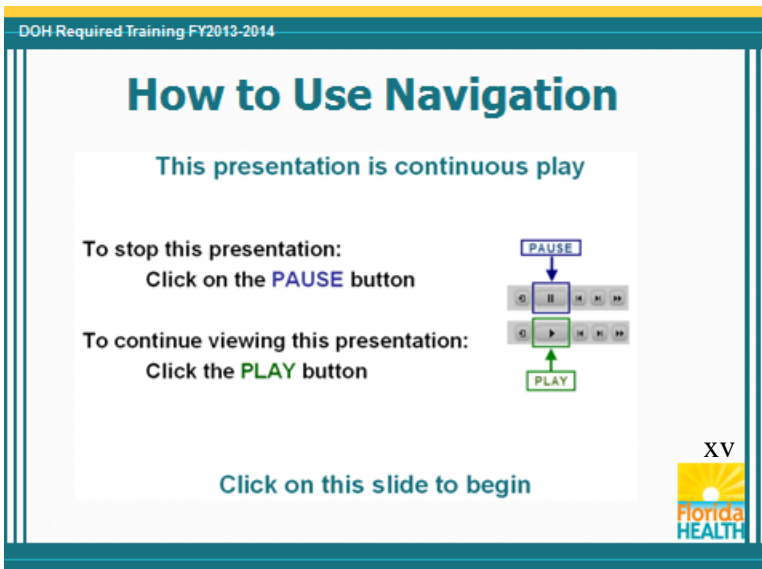 DOH Required Training FY2013-2014
How to Use Navigation
This presentation is continuous play
To stop this presentation:
Click on the PAUSE button
PAUSE
To continue viewing this presentation:
Click the PLAY button
PLAY
Click on this slide to begin
xv
Florida
HEALTH